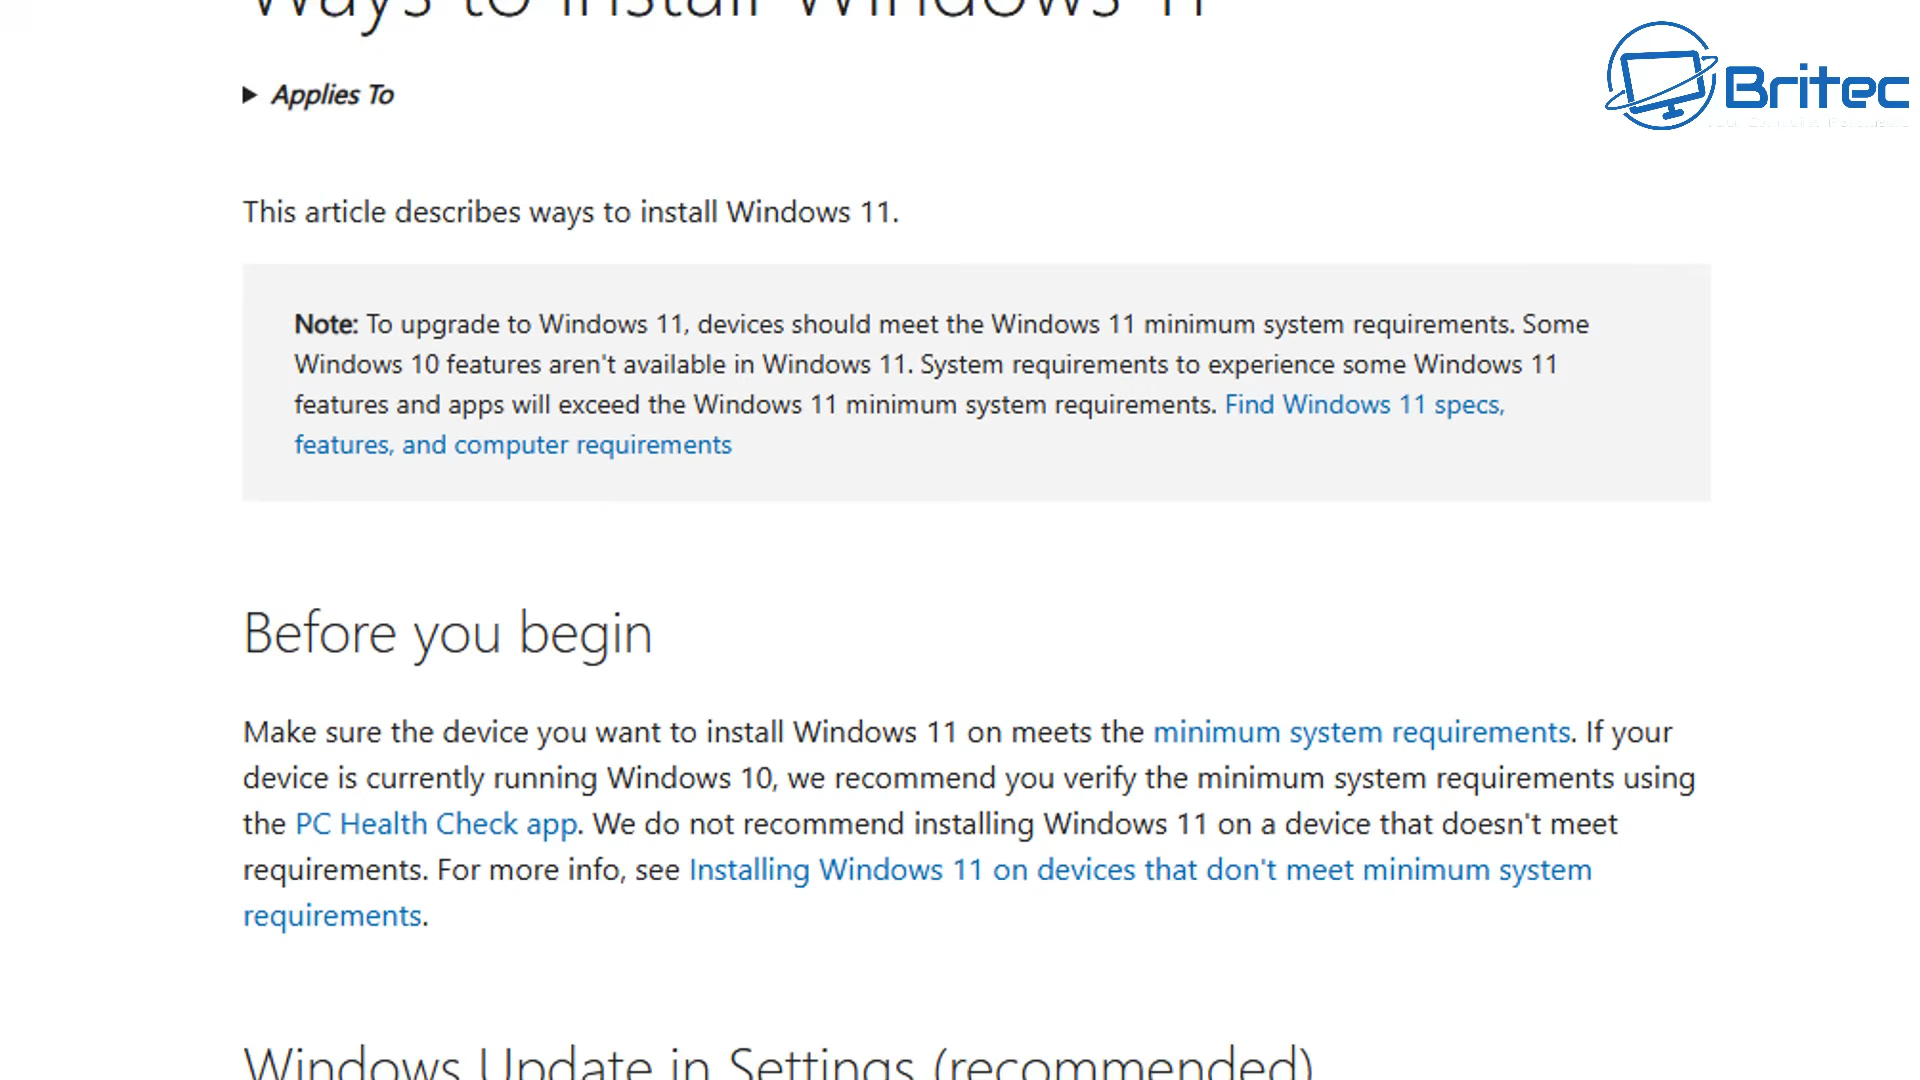 Ways to install Windows 11
Applies To
Britec
This article describes ways to install Windows 11.
Note: To upgrade to Windows 11, devices should meet the Windows 11 minimum system requirements. Some
Windows 10 features aren't available in Windows 11. System requirements to experience some Windows 11
features and apps will exceed the Windows 11 minimum system requirements. Find Windows 11 specs,
features, and computer requirements
Before you begin
Make sure the device you want to install Windows 11 on meets the minimum system requirements. If your
device is currently running Windows 10, we recommend you verify the minimum system requirements using
the PC Health Check app. We do not recommend installing Windows 11 on a device that doesn't meet
requirements. For more info, see Installing Windows 11 on devices that don't meet minimum system
requirements.
Windows Update in Settings (recommended)